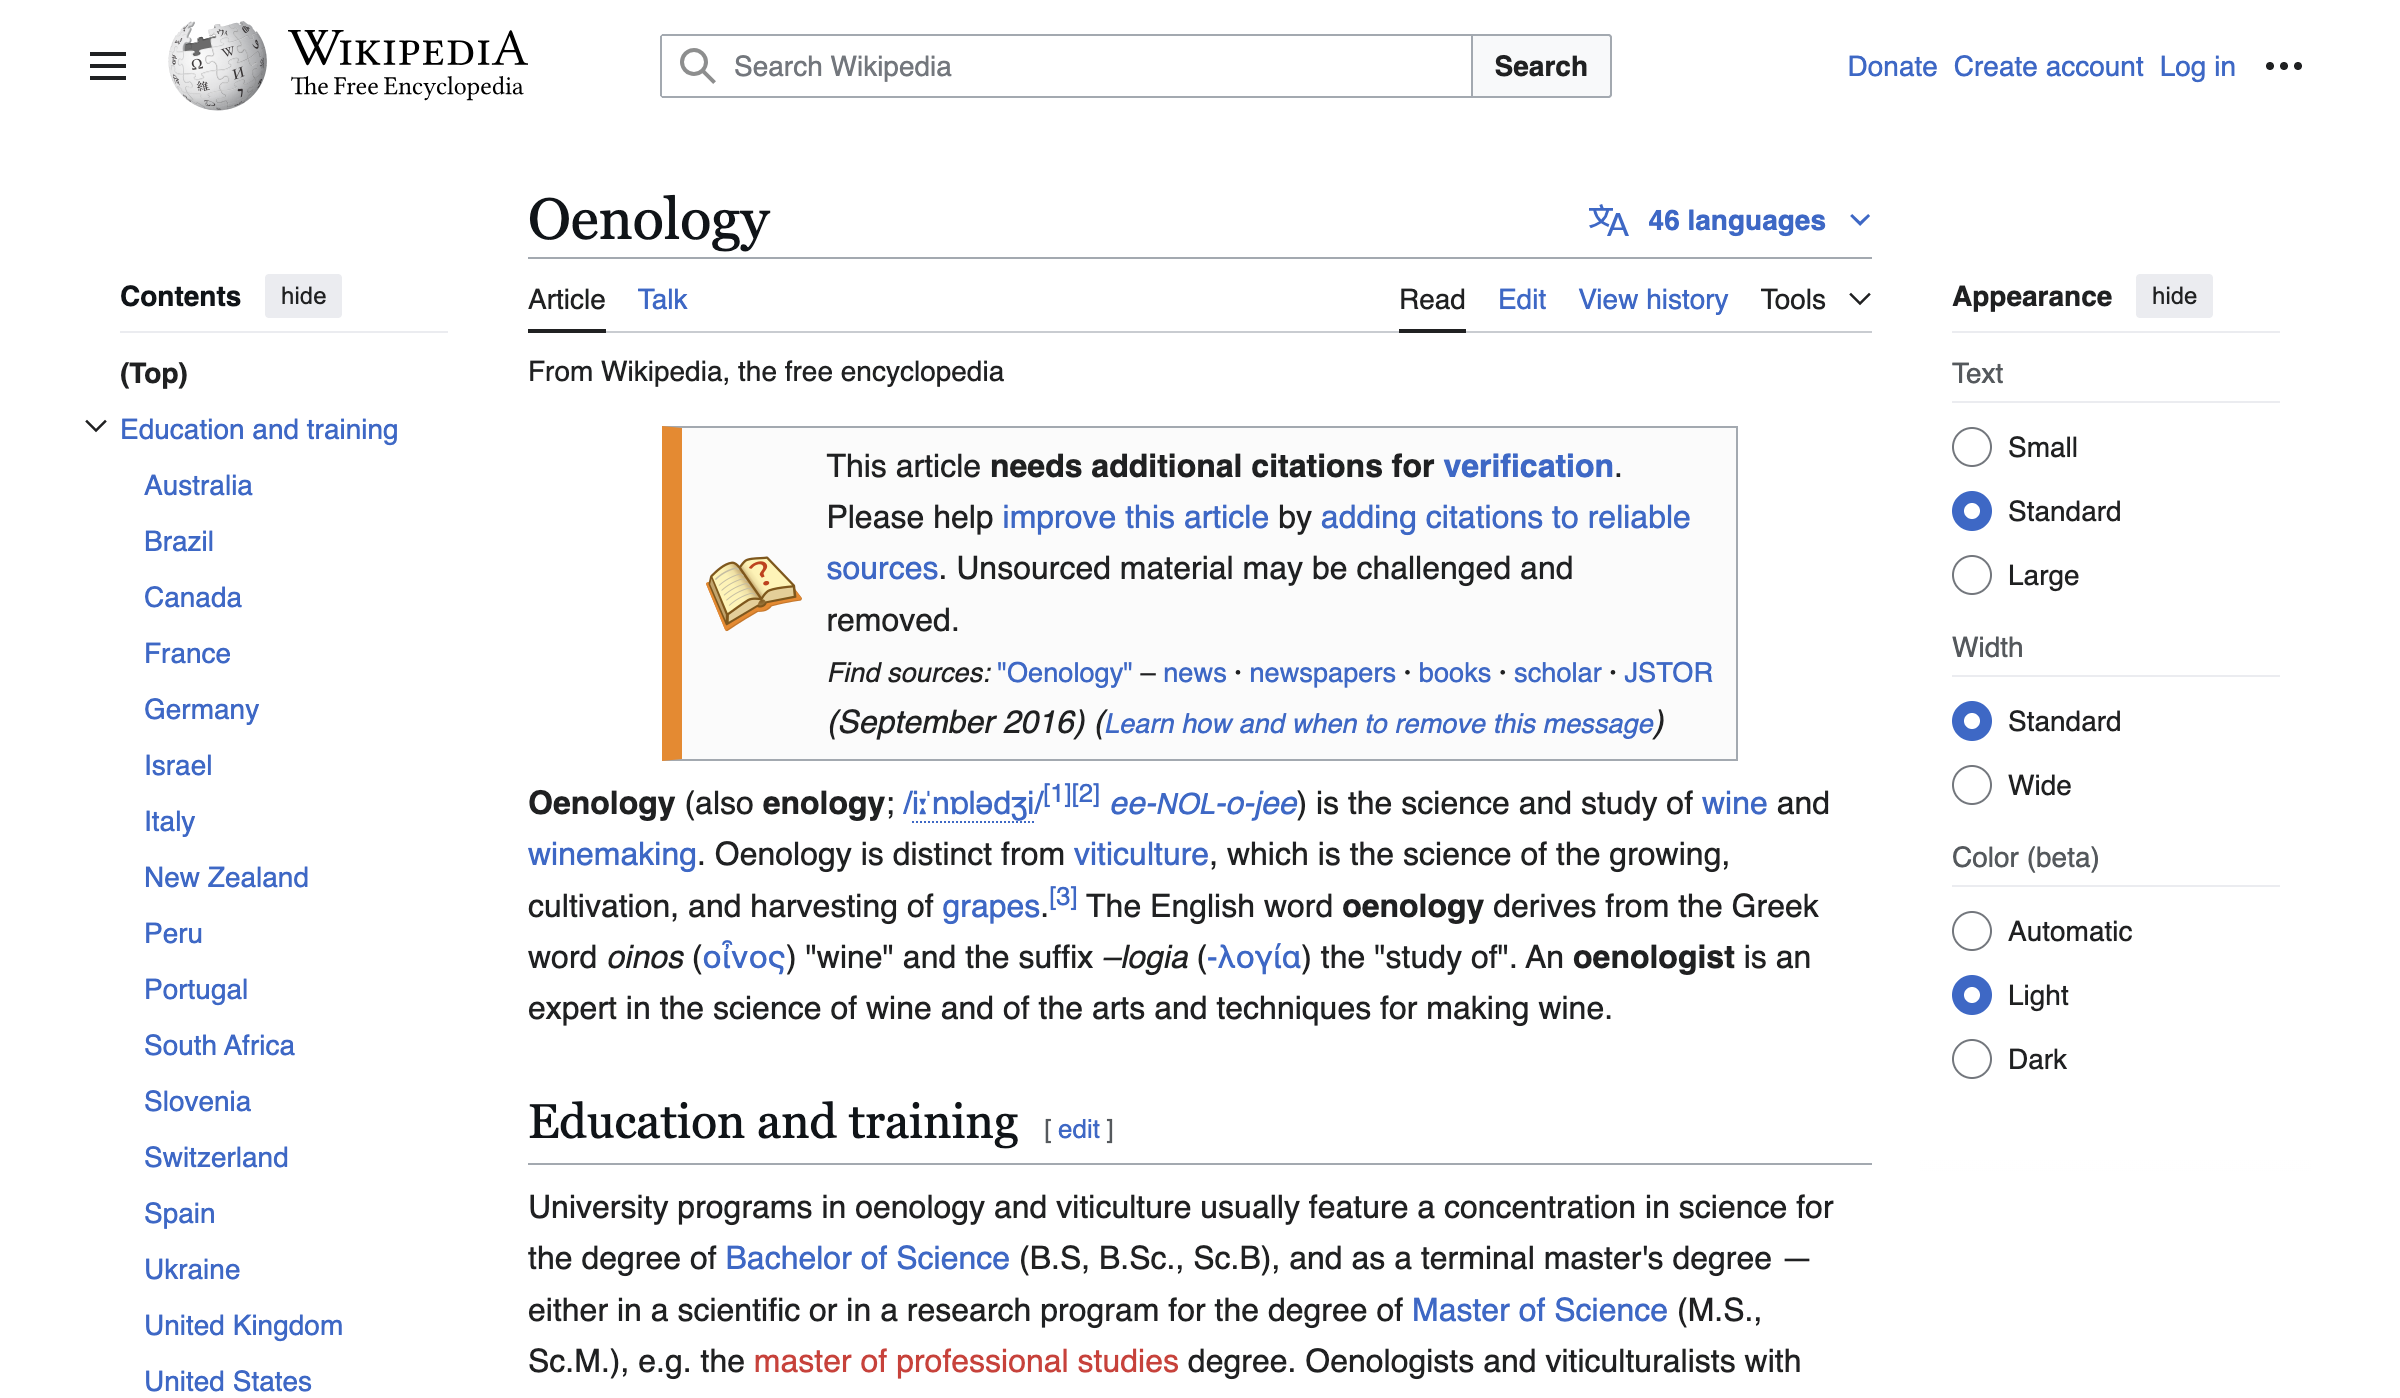 WIKIPEDIA
The Free Encyclopedia
Search Wikipedia
Search
Donate Create account Log in
Contents hide
(Top)
Education and training
Australia
Brazil
Canada
France
Germany
Israel
Italy
New Zealand
Peru
Portugal
South Africa
Slovenia
Switzerland
Spain
Ukraine
United Kingdom
United States
Oenology
46 languages
Article Talk
Read Edit View history Tools
From Wikipedia, the free encyclopedia
This article needs additional citations for verification.
Please help improve this article by adding citations to reliable
sources. Unsourced material may be challenged and
removed.
Find sources: "Oenology" – news · newspapers · books · scholar · JSTOR
(September 2016) (Learn how and when to remove this message)
Oenology (also enology; /iːˈnɒlədʒi/[1][2] ee-NOL-o-jee) is the science and study of wine and
winemaking. Oenology is distinct from viticulture, which is the science of the growing,
cultivation, and harvesting of grapes.[3] The English word oenology derives from the Greek
word oinos (οἶνος) "wine" and the suffix –logia (-λογία) the "study of". An oenologist is an
expert in the science of wine and of the arts and techniques for making wine.
Education and training [ edit ]
University programs in oenology and viticulture usually feature a concentration in science for
the degree of Bachelor of Science (B.S, B.Sc., Sc.B), and as a terminal master's degree —
either in a scientific or in a research program for the degree of Master of Science (M.S.,
Sc.M.), e.g. the master of professional studies degree. Oenologists and viticulturalists with
Appearance hide
Text
Small
Standard
Large
Width
Standard
Wide
Color (beta)
Automatic
Light
Dark